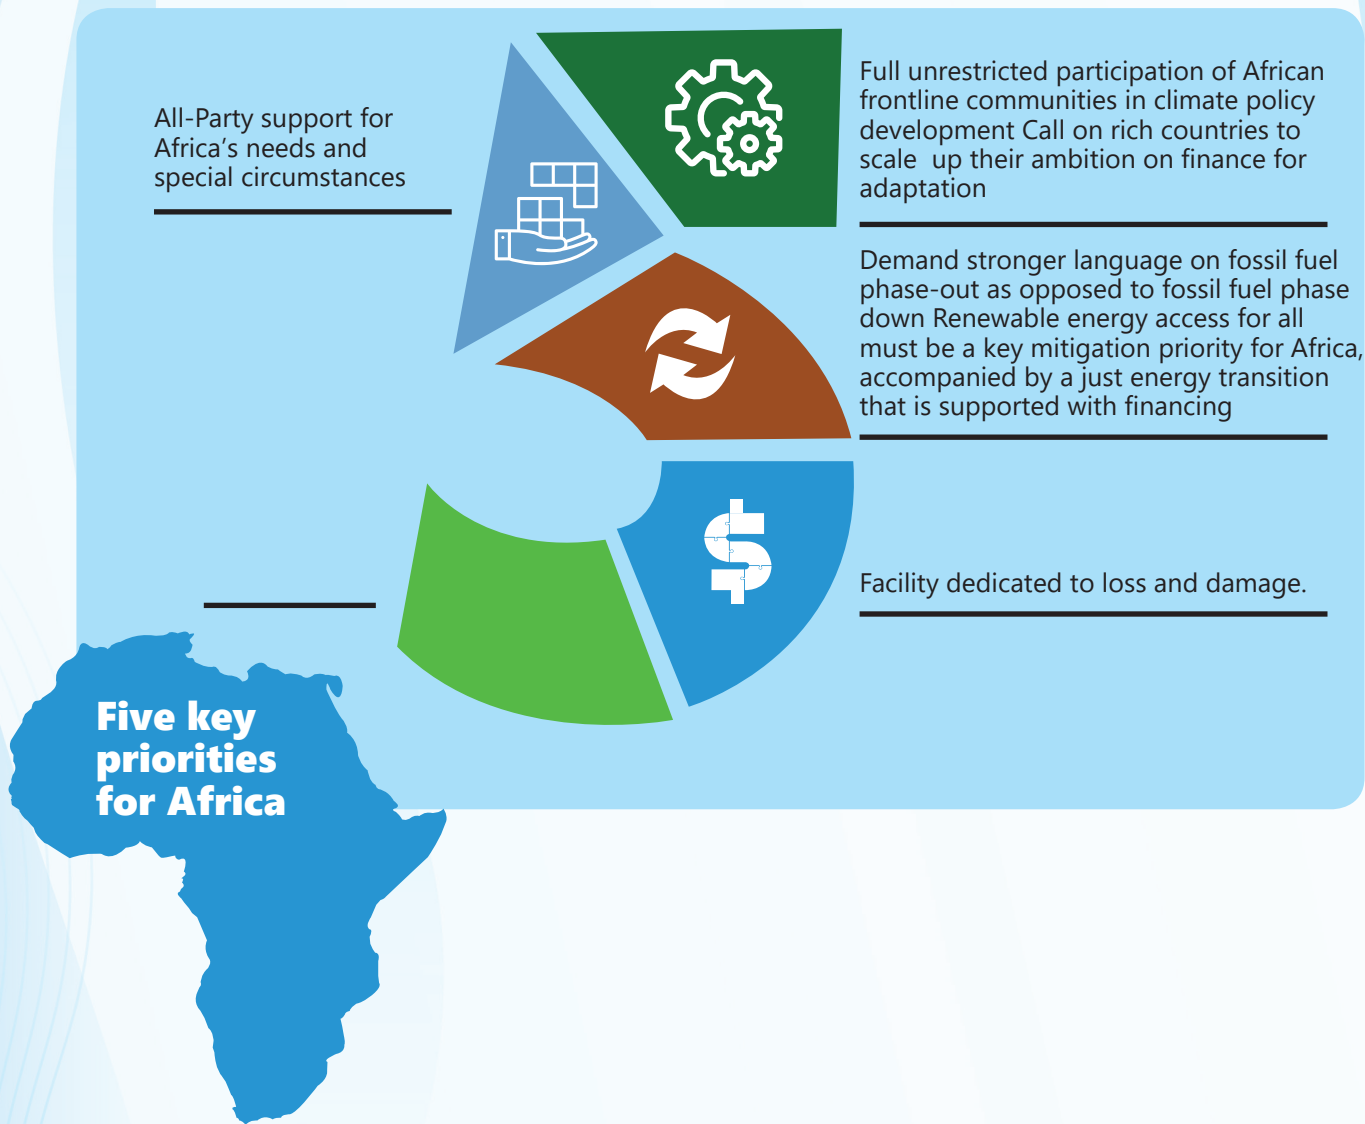 All-Party support for
Africa's needs and
special circumstances
Full unrestricted participation of African
frontline communities in climate policy
development Call on rich countries to
scale  up their ambition on finance for
adaptation
Demand stronger language on fossil fuel
phase-out as opposed to fossil fuel phase
down Renewable energy access for all
must be a key mitigation priority for Africa,
accompanied by a just energy transition
that is supported with financing
Facility dedicated to loss and damage.
Five key
priorities
for Africa